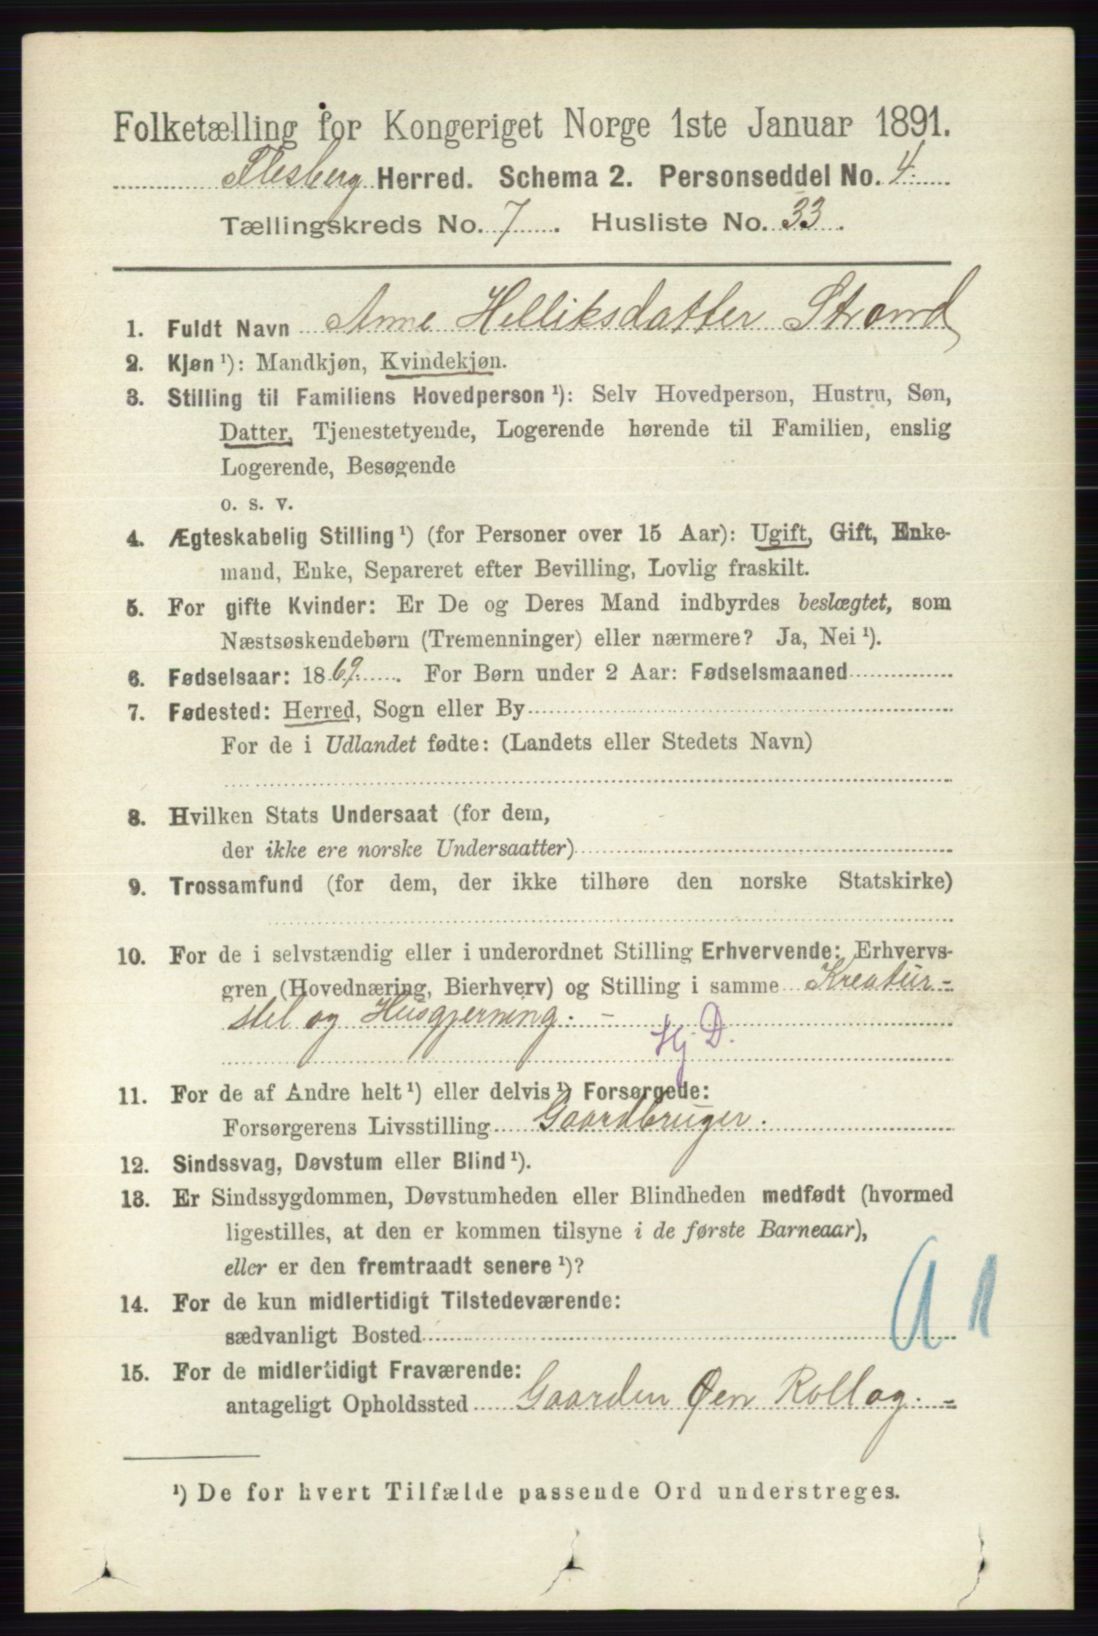 Folketælling for Kongeriget Norge 1ste Januar 1891.
Flesberg Herred. Schema 2. Personseddel No. 4.
Tællingskreds No. 7. Husliste No. 33.
1. Fuldt Navn Anne Helliksdatter Strand
2. Kjøn ¹): Mandkjøn, Kvindekjøn.
3. Stilling til Familiens Hovedperson ¹): Selv Hovedperson, Hustru, Søn,
Datter, Tjenestetyende, Logerende hørende til Familien, enslig
Logerende, Besøgende
o. s. v.
4. Ægteskabelig Stilling ¹) (for Personer over 15 Aar): Ugift, Gift, Enke-
mand, Enke, Separeret efter Bevilling, Lovlig fraskilt.
5. For gifte Kvinder: Er De og Deres Mand indbyrdes beslægtet, som
Næstsøskendebørn (Tremenninger) eller nærmere? Ja, Nei ¹).
6. Fødselsaar: 1869. For Børn under 2 Aar: Fødselsmaaned
7. Fødested: Herred, Sogn eller By
For de i Udlandet fødte: (Landets eller Stedets Navn)
8. Hvilken Stats Undersaat (for dem,
der ikke ere norske Undersaatter)
9. Trossamfund (for dem, der ikke tilhøre den norske Statskirke)
10. For de i selvstændig eller i underordnet Stilling Erhvervende: Erhvervs-
gren (Hovednæring, Bierhverv) og Stilling i samme Kreatur-
stel og Husgjerning. -
Hj D.
11. For de af Andre helt ¹) eller delvis ¹) Forsørgede:
Forsørgerens Livsstilling Gaardbruger.
12. Sindssvag, Døvstum eller Blind ¹).
13. Er Sindssygdommen, Døvstumheden eller Blindheden medfødt (hvormed
ligestilles, at den er kommen tilsyne i de første Barneaar),
eller er den fremtraadt senere ¹)?
14. For de kun midlertidigt Tilstedeværende:
sædvanligt Bosted
A 1
15. For de midlertidigt Fraværende:
antageligt Opholdssted Gaarden Øen Rollag. -
¹) De for hvert Tilfælde passende Ord understreges.